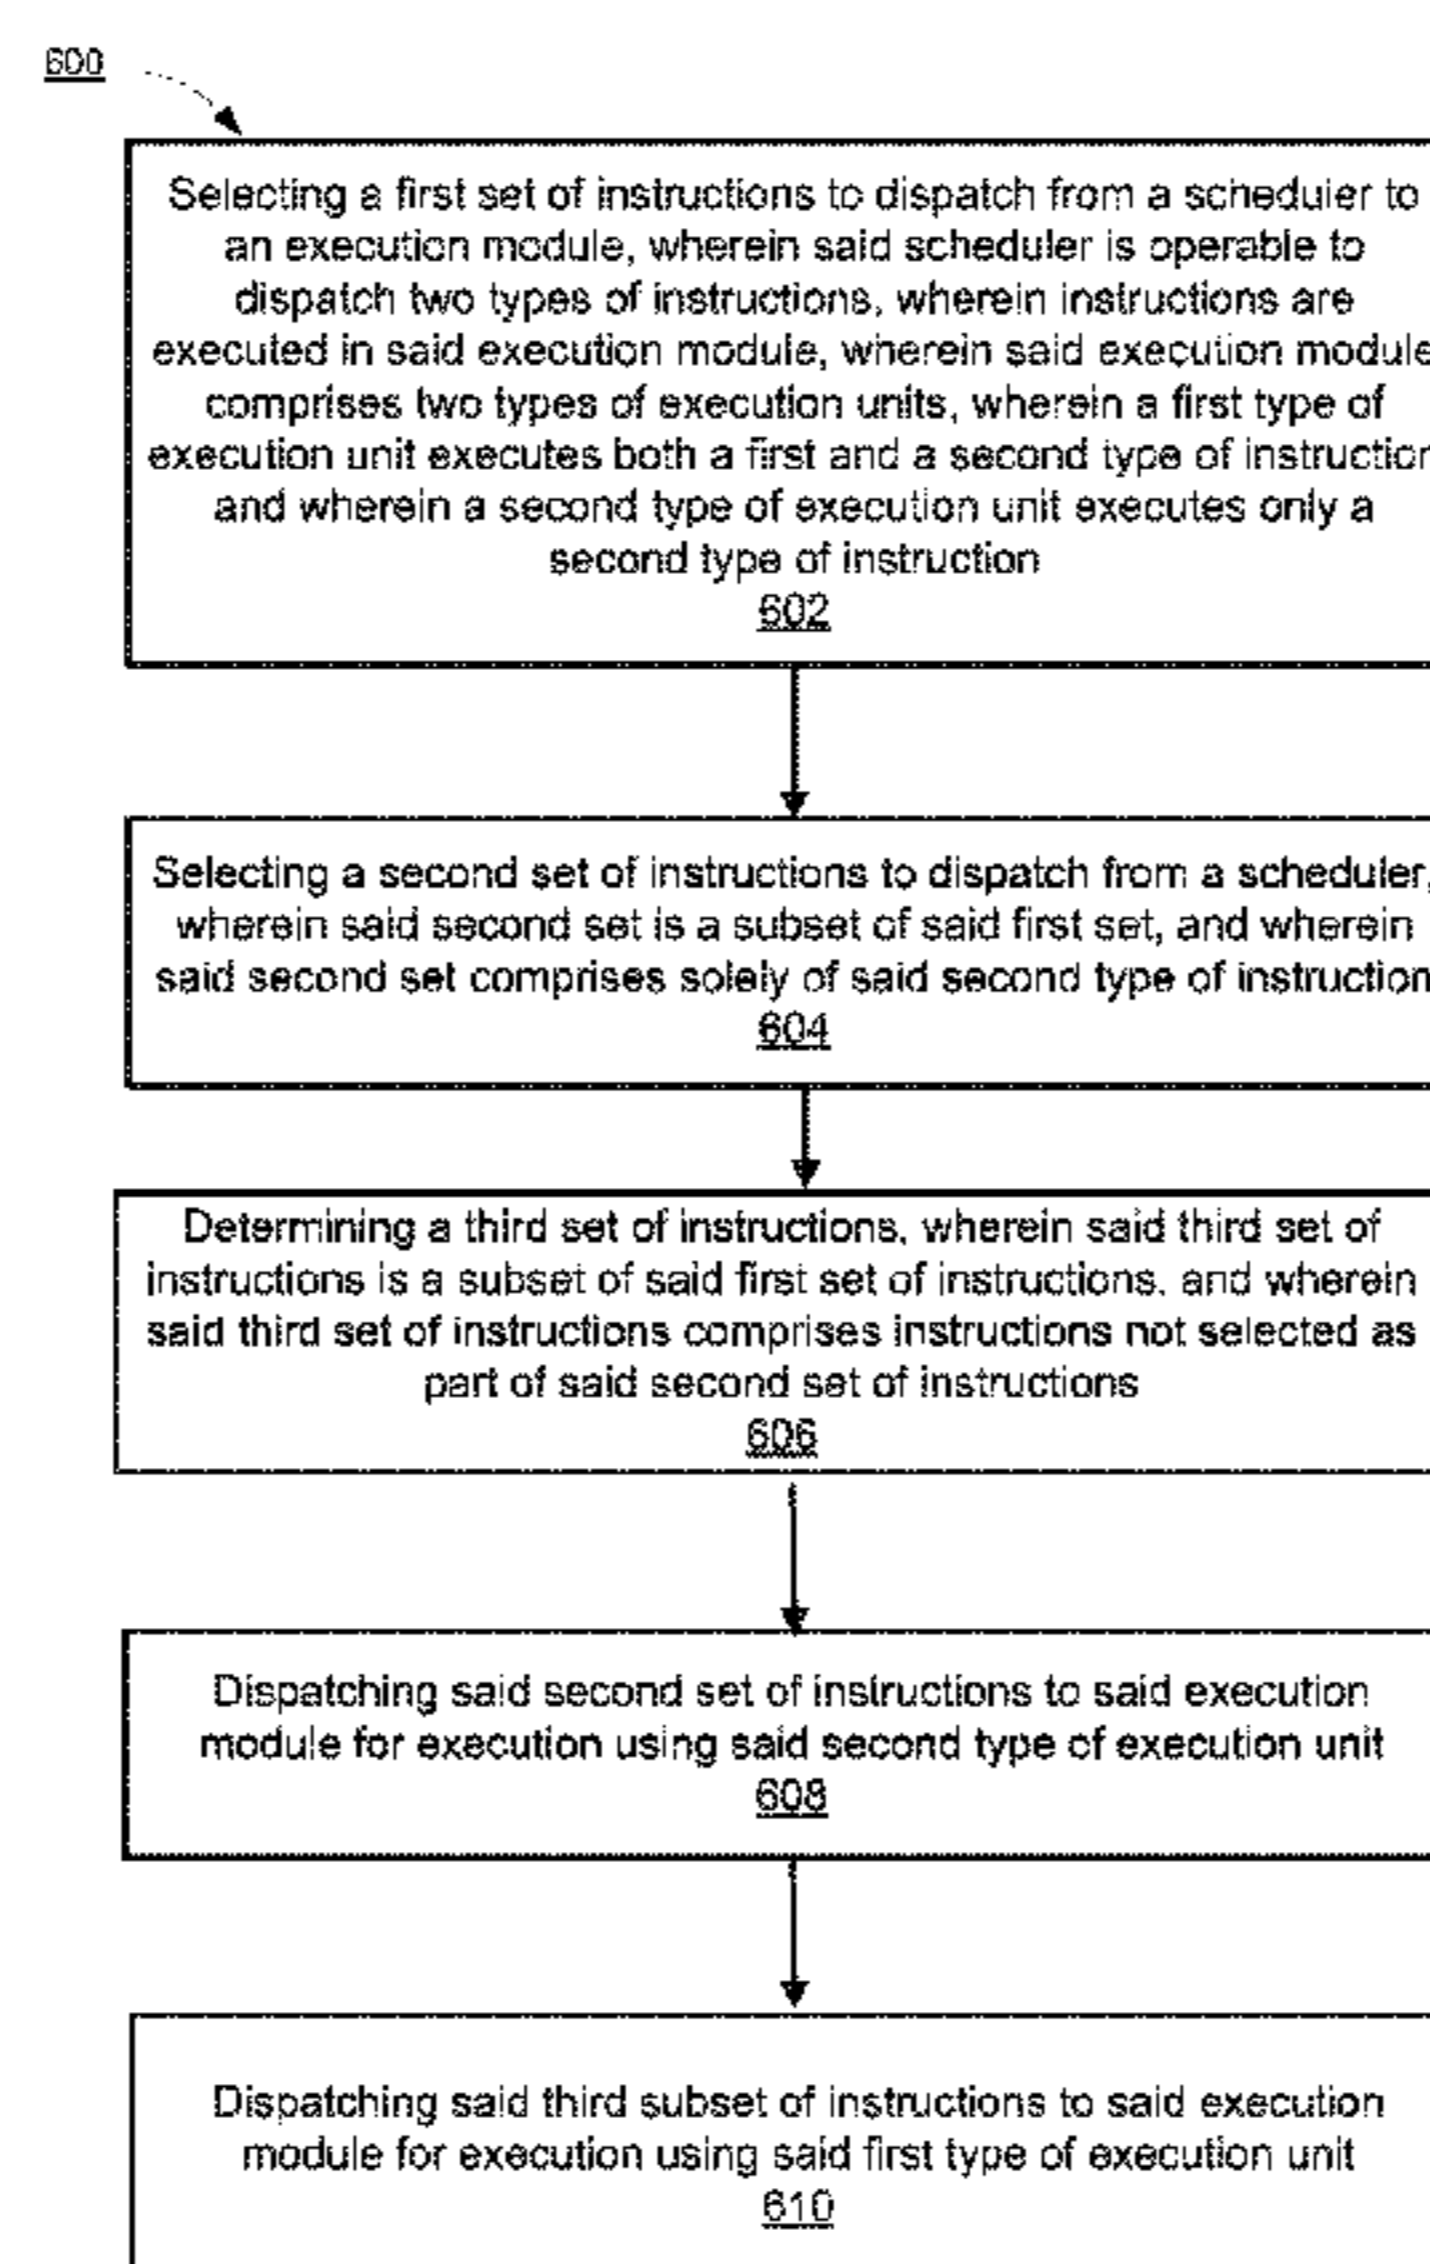 600
Selecting a first set of instructions to dispatch from a scheduler to
an execution module, wherein said scheduler is operable to
dispatch two types of instructions, wherein instructions are
executed in said execution module, wherein said execution module
comprises two types of execution units, wherein a first type of
execution unit executes both a first and a second type of instruction
and wherein a second type of execution unit executes only a
second type of instruction
602
Selecting a second set of instructions to dispatch from a scheduler,
wherein said second set is a subset of said first set, and wherein
said second set comprises solely of said second type of instruction
604
Determining a third set of instructions, wherein said third set of
instructions is a subset of said first set of instructions, and wherein
said third set of instructions comprises instructions not selected as
part of said second set of instructions
606
Dispatching said second set of instructions to said execution
module for execution using said second type of execution unit
608
Dispatching said third subset of instructions to said execution
module for execution using said first type of execution unit
610